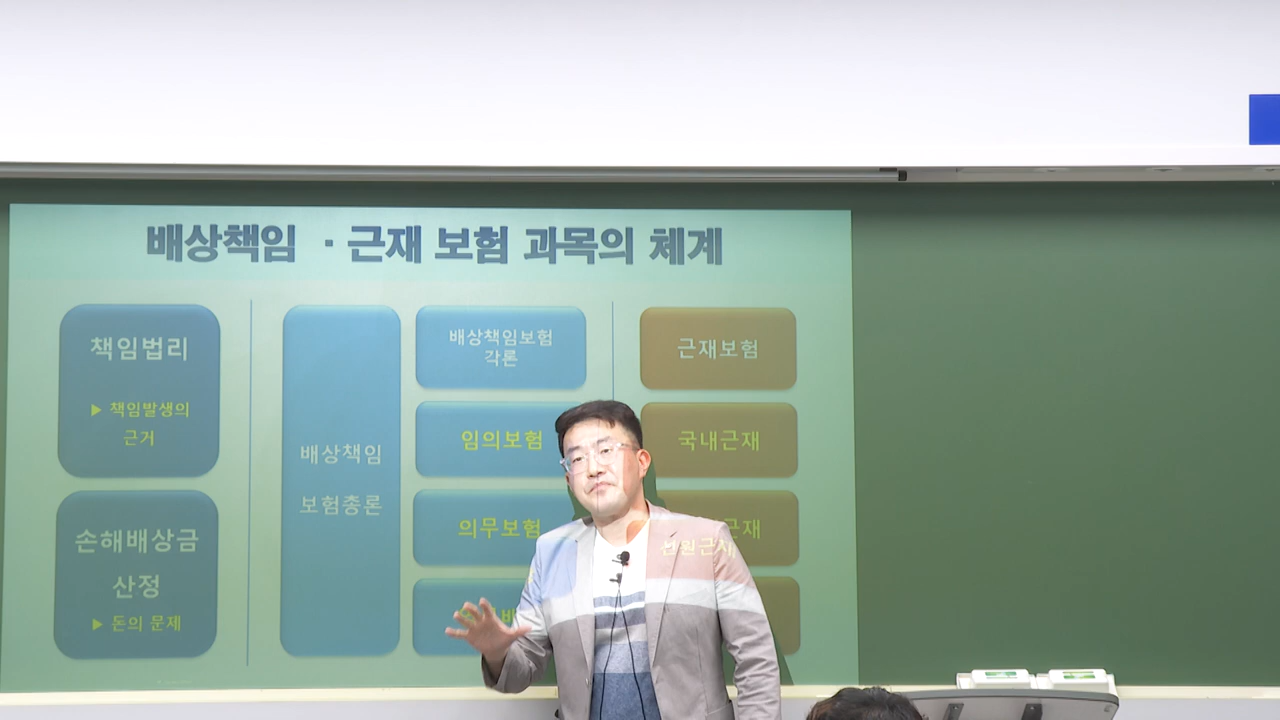 배상책임 · 근재 보험 과목의 체계
책임법리
▶ 책임발생의
근거
손해배상금
산정
▶ 돈의 문제
배상책임
보험총론
배상책임보험
각론
임의보험
의무보험
근재보험
국내근재
선원근재